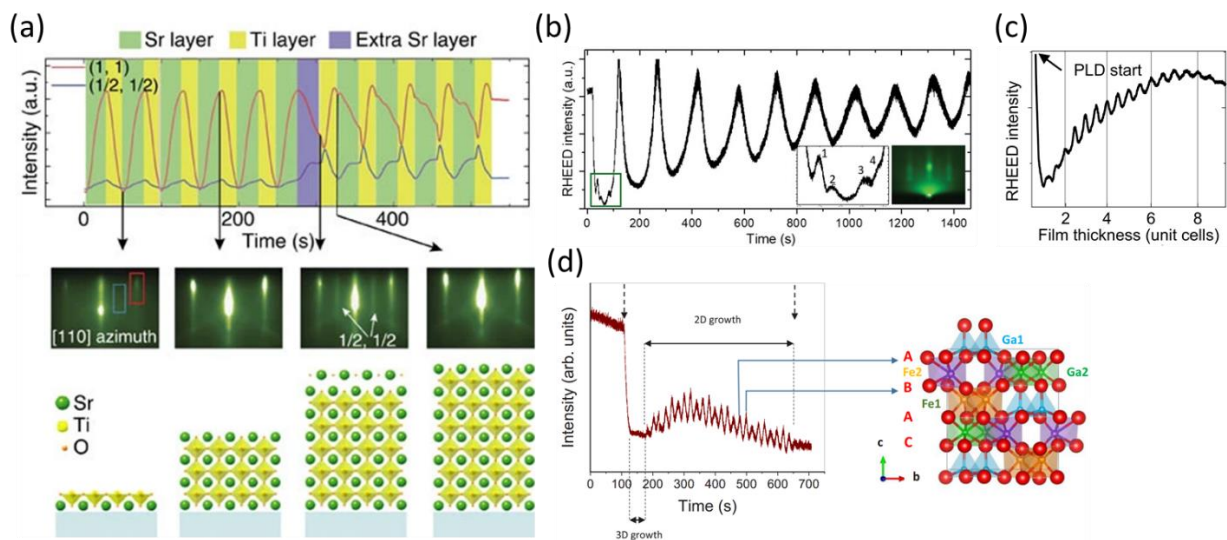 (a)
Sr layer Ti layer Extra Sr layer
(1, 1)
(1/2, 1/2)
Intensity (a.u.)
0 200 400
Time (s)
[110] azimuth
1/2, 1/2
Sr
Ti
O
(b)
RHEED intensity (a.u.)
1
2
3
4
0 200 400 600 800 1000 1200 1400
Time (s)
(c)
PLD start
RHEED intensity
2 4 6 8
Film thickness (unit cells)
(d)
2D growth
Intensity (arb. units)
0 100 200 300 400 500 600 700
Time (s)
3D growth
Ga1
A
Fe2
Ga2
B
Fe1
A
C
c
b